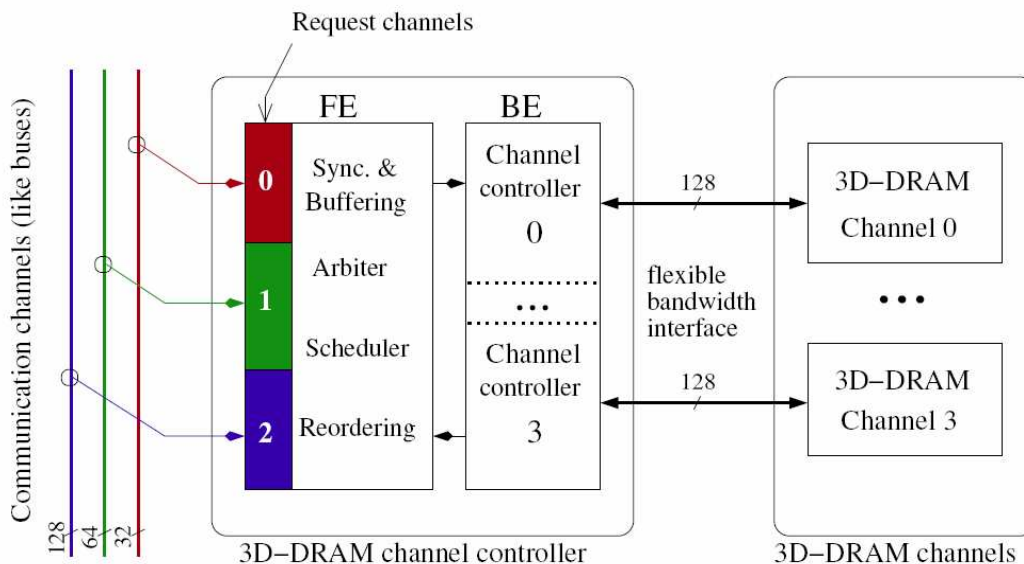 Request channels
Communication channels (like buses)
128
64
32
FE
0
1
2
Sync. &
Buffering
Arbiter
Scheduler
Reordering
BE
Channel
controller
0
...
Channel
controller
3
3D-DRAM channel controller
128
flexible
bandwidth
interface
128
3D-DRAM
Channel 0
...
3D-DRAM
Channel 3
3D-DRAM channels